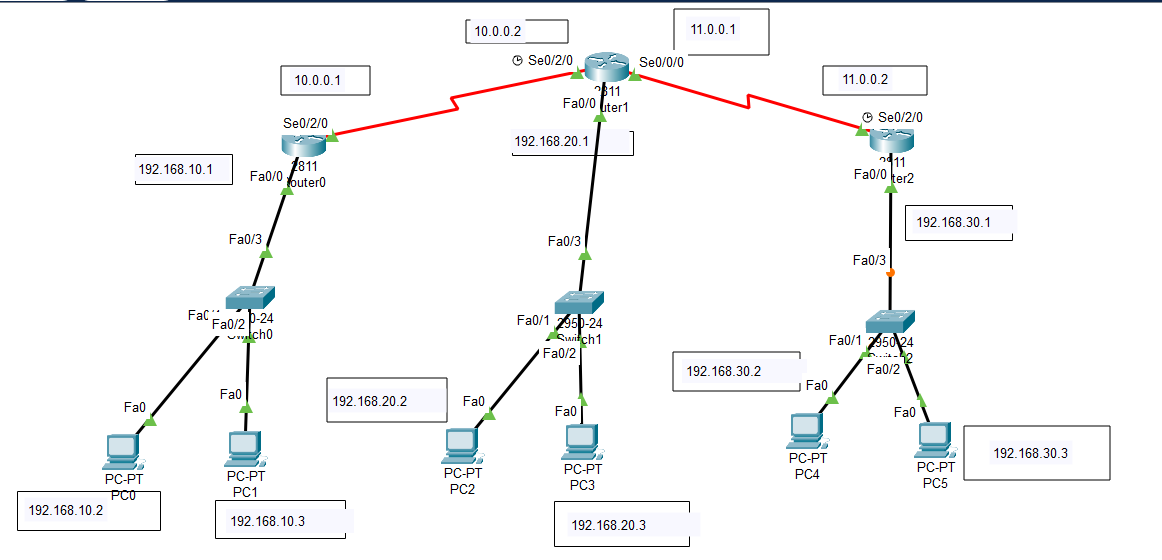 10.0.0.2
11.0.0.1
Se0/2/0
Se0/0/0
10.0.0.1
11.0.0.2
2811
Fa0/0
Se0/2/0
Se0/2/0
192.168.20.1
2811
192.168.10.1
Fa0/0
2811
Fa0/0
192.168.30.1
Fa0/3
Fa0/3
Fa0/3
Fa0/2
Fa0/1
2950-24
Switch1
Fa0/2
Fa0/1
2950-24
Fa0/2
192.168.30.2
192.168.20.2
Fa0
Fa0
Fa0
Fa0
Fa0
Fa0
PC-PT
PC0
PC-PT
PC1
PC-PT
PC2
PC-PT
PC3
PC-PT
PC4
PC-PT
PC5
192.168.30.3
192.168.10.2
192.168.10.3
192.168.20.3